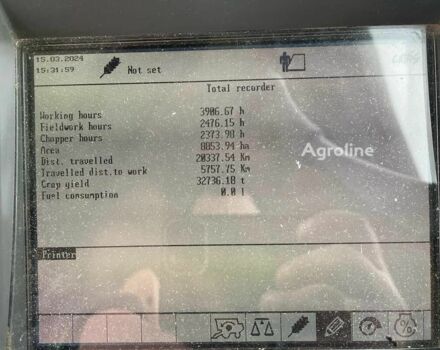 15.03.2024
15:31:59
Not set
Total recorder
Working hours 3906.67 h
Fieldwork hours 2476.15 h
Chopper hours 2373.98 h
Area 8853.94 ha
Dist. travelled 20337.54 Km
Travelled dist.to work 5757.75 Km
Crop yield 32736.18 t
Fuel consumption 0.0 l
Agroline
Printer
%